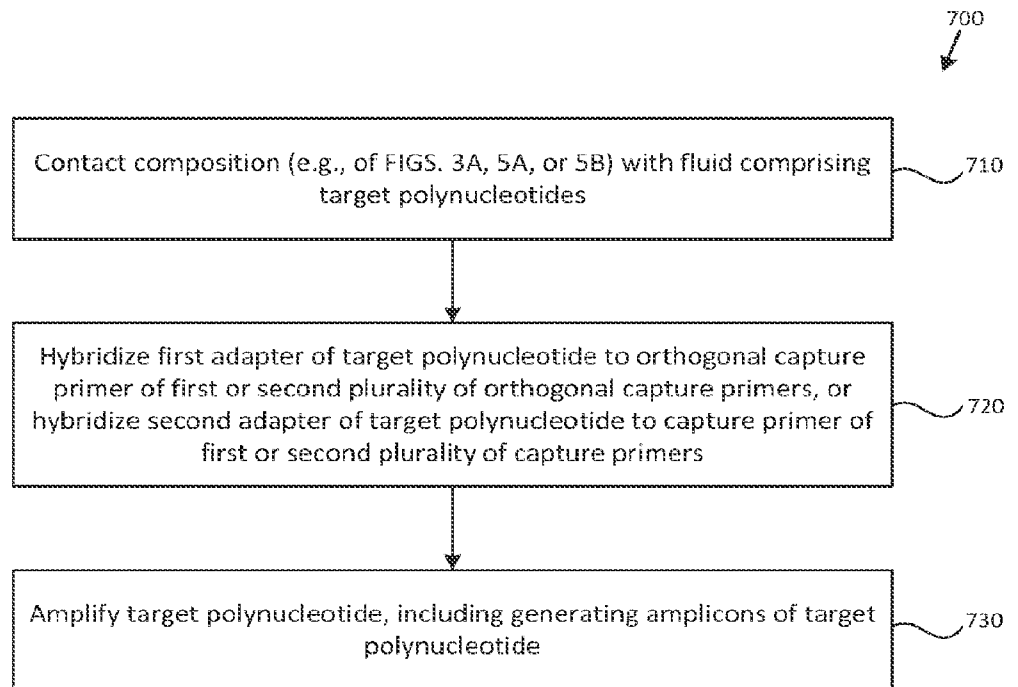 700
Contact composition (e.g., of FIGS. 3A, 5A, or 5B) with fluid comprising
target polynucleotides
710
Hybridize first adapter of target polynucleotide to orthogonal capture
primer of first or second plurality of orthogonal capture primers, or
hybridize second adapter of target polynucleotide to capture primer of
first or second plurality of capture primers
720
Amplify target polynucleotide, including generating amplicons of target
polynucleotide
730